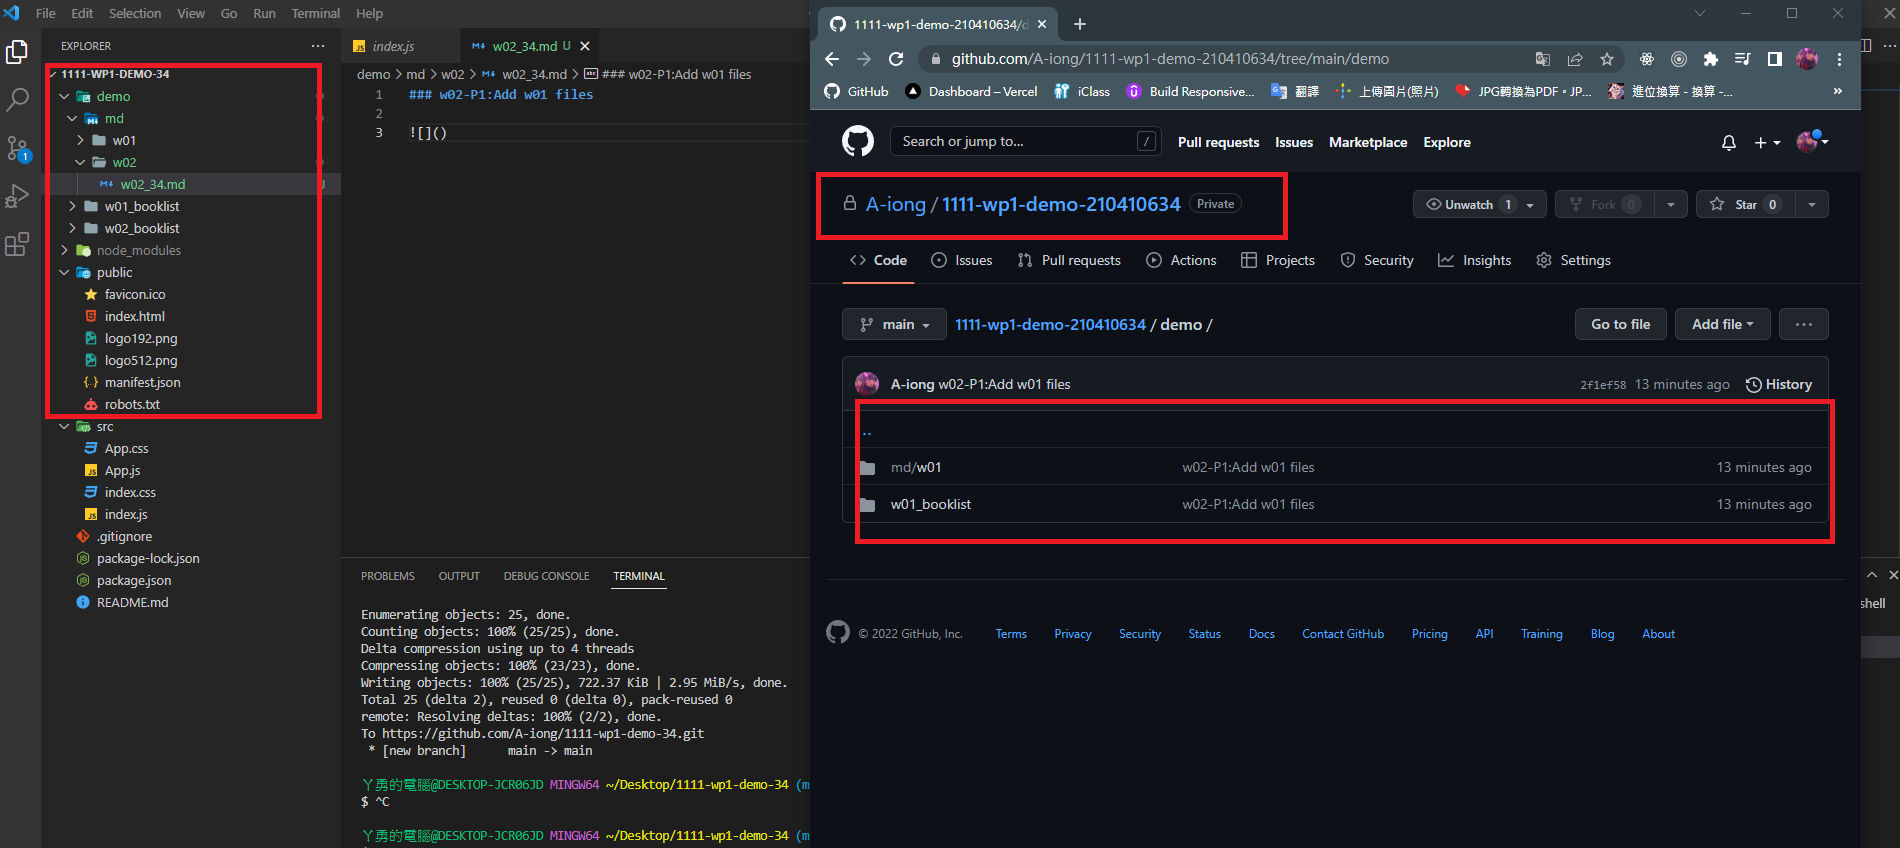 File Edit Selection View Go Run Terminal Help
EXPLORER
1111-WP1-DEMO-34
demo
md
w01
w02
w02_34.md U
w01_booklist
w02_booklist
node_modules
public
favicon.ico
index.html
logo192.png
logo512.png
manifest.json
robots.txt
src
App.css
App.js
index.css
index.js
.gitignore
package-lock.json
package.json
README.md
1
index.js w02_34.md U
demo > md > w02 > w02_34.md > ### w02-P1:Add w01 files
1 ### w02-P1:Add w01 files
2
3 ![]()
PROBLEMS OUTPUT DEBUG CONSOLE TERMINAL
Enumerating objects: 25, done.
Counting objects: 100% (25/25), done.
Delta compression using up to 4 threads
Compressing objects: 100% (23/23), done.
Writing objects: 100% (25/25), 722.37 KiB | 2.95 MiB/s, done.
Total 25 (delta 2), reused 0 (delta 0), pack-reused 0
remote: Resolving deltas: 100% (2/2), done.
To https://github.com/A-iong/1111-wp1-demo-34.git
* [new branch] main -> main
丫勇的電腦@DESKTOP-JCR06JD MINGW64 ~/Desktop/1111-wp1-demo-34 (m
$ ^C
丫勇的電腦@DESKTOP-JCR06JD MINGW64 ~/Desktop/1111-wp1-demo-34 (m
1111-wp1-demo-210410634/d
github.com/A-iong/1111-wp1-demo-210410634/tree/main/demo
GitHub Dashboard – Vercel iClass Build Responsive... 翻譯 上傳圖片(照片) JPG轉換為PDF。JP... 進位換算 - 換算 -... »
Search or jump to... /
Pull requests Issues Marketplace Explore
A-iong / 1111-wp1-demo-210410634 Private
Unwatch 1 Fork 0 Star 0
Code Issues Pull requests Actions Projects Security Insights Settings
main 1111-wp1-demo-210410634 / demo /
Go to file Add file ...
A-iong w02-P1:Add w01 files 2f1ef58 13 minutes ago History
..
md/w01 w02-P1:Add w01 files 13 minutes ago
w01_booklist w02-P1:Add w01 files 13 minutes ago
© 2022 GitHub, Inc. Terms Privacy Security Status Docs Contact GitHub Pricing API Training Blog About
shell